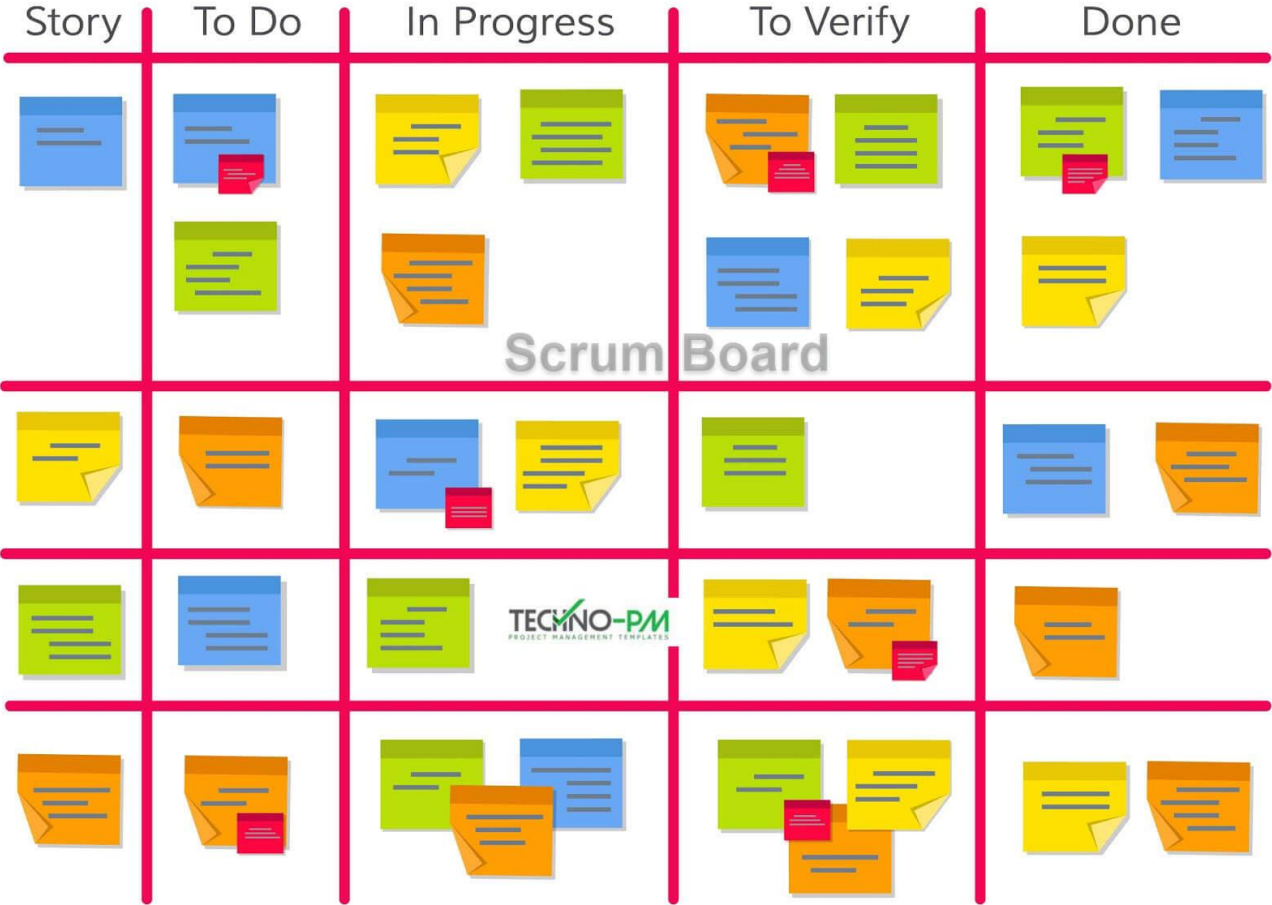 Story
To Do
In Progress
To Verify
Done
Scrum Board
TECHNO-PM
PROJECT MANAGEMENT TEMPLATES